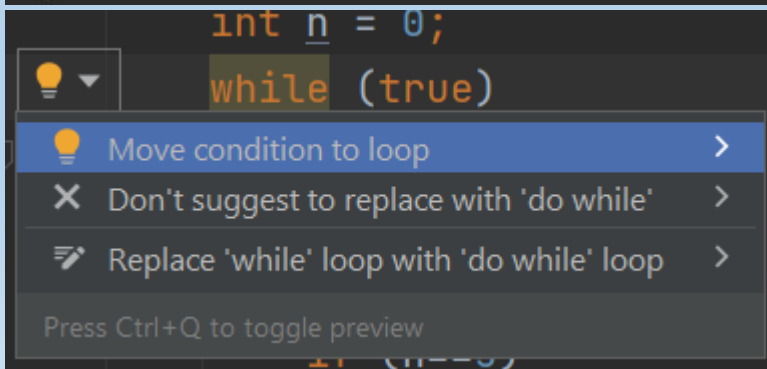 int n = 0;
while (true)
Move condition to loop
Don't suggest to replace with 'do while'
Replace 'while' loop with 'do while' loop
Press Ctrl+Q to toggle preview